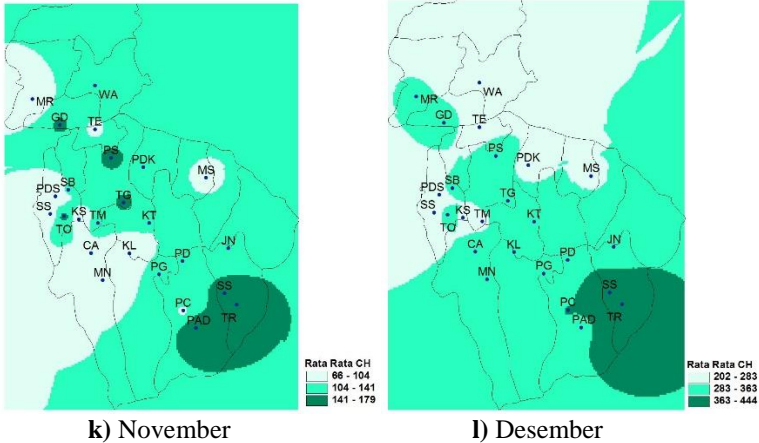 MR
WA
GD
TE
PS
PDK
MS
PDS
SB
SS
TO
KS
TM
TG
KT
CA
KL
MN
PG
PD
JN
SS
PC
PAD
TR
Rata Rata CH
66 - 104
104 - 141
141 - 179
k) November
MR
WA
GD
TE
PS
PDK
MS
PDS
SB
SS
TO
KS
TM
TG
KT
CA
KL
MN
PG
PD
JN
SS
PC
PAD
TR
Rata Rata CH
202 - 283
283 - 363
363 - 444
l) Desember